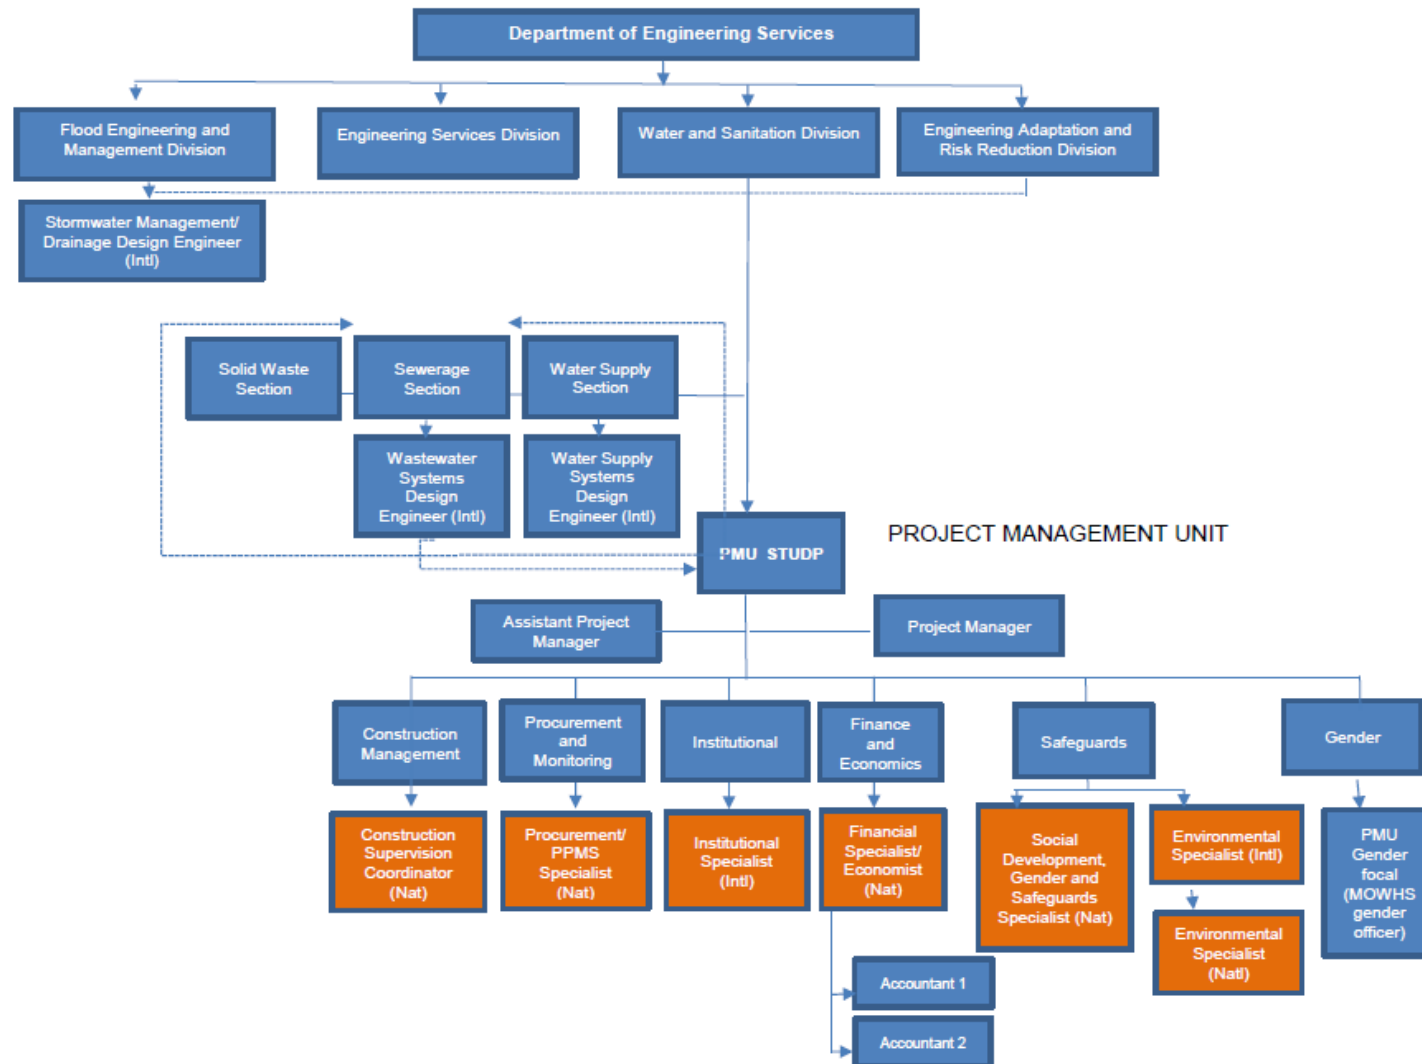 Department of Engineering Services
Flood Engineering and
Management Division
Engineering Services Division
Water and Sanitation Division
Engineering Adaptation and
Risk Reduction Division
Stormwater Management/
Drainage Design Engineer
(Intl)
Solid Waste
Section
Sewerage
Section
Water Supply
Section
Wastewater
Systems
Design
Engineer (Intl)
Water Supply
Systems
Design
Engineer (Intl)
PMU STUDP
PROJECT MANAGEMENT UNIT
Assistant Project
Manager
Project Manager
Construction
Management
Procurement
and
Monitoring
Institutional
Finance
and
Economics
Safeguards
Gender
Construction
Supervision
Coordinator
(Nat)
Procurement/
PPMS
Specialist
(Nat)
Institutional
Specialist
(Intl)
Financial
Specialist/
Economist
(Nat)
Social
Development,
Gender and
Safeguards
Specialist (Nat)
Environmental
Specialist (Intl)
Environmental
Specialist
(Natl)
PMU
Gender
focal
(MOWHS
gender
officer)
Accountant 1
Accountant 2